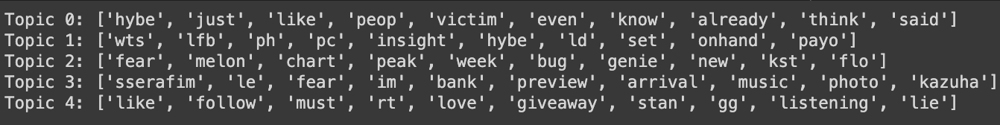 Topic 0: ['hybe', 'just', 'like', 'peop', 'victim', 'even', 'know', 'already', 'think', 'said']
Topic 1: ['wts', 'lfb', 'ph', 'pc', 'insight', 'hybe', 'ld', 'set', 'onhand', 'payo']
Topic 2: ['fear', 'melon', 'chart', 'peak', 'week', 'bug', 'genie', 'new', 'kst', 'flo']
Topic 3: ['sserafim', 'le', 'fear', 'im', 'bank', 'preview', 'arrival', 'music', 'photo', 'kazuha']
Topic 4: ['like', 'follow', 'must', 'rt', 'love', 'giveaway', 'stan', 'gg', 'listening', 'lie']